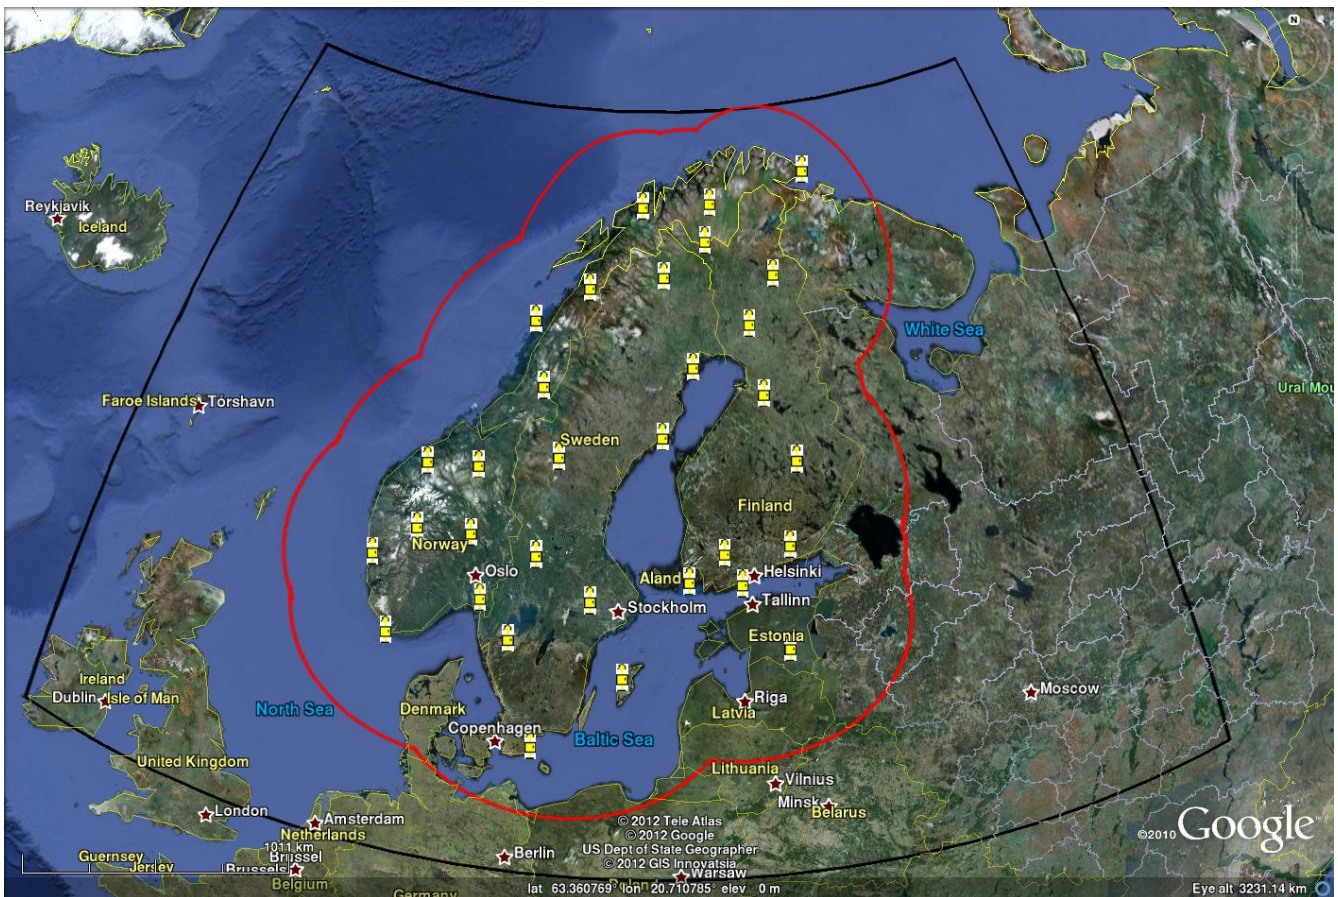 N
Reykjavik
Iceland
White Sea
Ural Mou
Faroe Islands
Tórshavn
Sweden
Finland
Norway
Oslo
Aland
Helsinki
Stockholm
Tallinn
Estonia
Ireland
Dublin
Isle of Man
Moscow
North Sea
Denmark
Riga
Latvia
Copenhagen
Baltic Sea
United Kingdom
Lithuania
Vilnius
Minsk
Belarus
London
Amsterdam
Netherlands
© 2012 Tele Atlas
© 2012 Google
US Dept of State Geographer
© 2012 GIS Innovatsia
©2010 Google
1011 km
Guernsey
Jersey
Brussel
Brussels
Belgium
Berlin
Warsaw
Germany
lat 63.360769° lon 20.710785° elev 0 m
Eye alt 3231.14 km